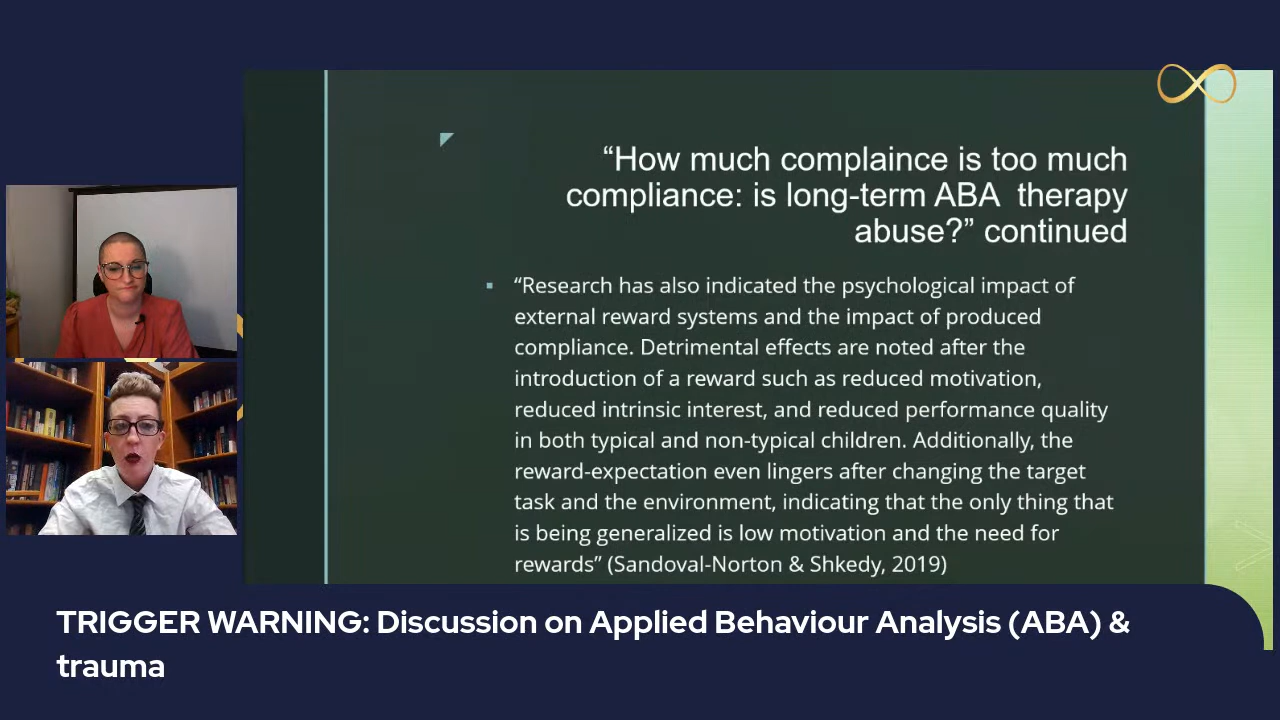 “How much complaince is too much
compliance: is long-term ABA  therapy
abuse?” continued
“Research has also indicated the psychological impact of
external reward systems and the impact of produced
compliance. Detrimental effects are noted after the
introduction of a reward such as reduced motivation,
reduced intrinsic interest, and reduced performance quality
in both typical and non-typical children. Additionally, the
reward-expectation even lingers after changing the target
task and the environment, indicating that the only thing that
is being generalized is low motivation and the need for
rewards” (Sandoval-Norton & Shkedy, 2019)
TRIGGER WARNING: Discussion on Applied Behaviour Analysis (ABA) &
trauma